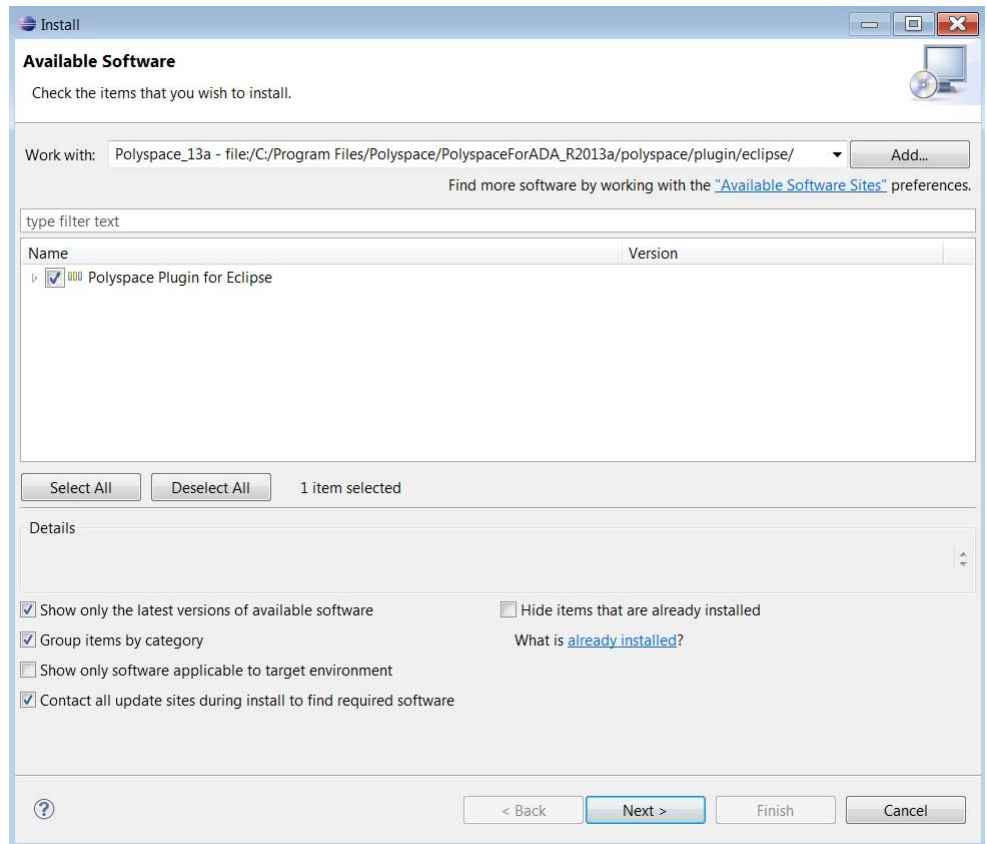 Install
Available Software
Check the items that you wish to install.
Work with: Polyspace_13a - file:/C:/Program Files/Polyspace/PolyspaceForADA_R2013a/polyspace/plugin/eclipse/ Add...
Find more software by working with the "Available Software Sites" preferences.
type filter text
Name Version
Polyspace Plugin for Eclipse
Select All Deselect All 1 item selected
Details
Show only the latest versions of available software Hide items that are already installed
Group items by category What is already installed?
Show only software applicable to target environment
Contact all update sites during install to find required software
? < Back Next > Finish Cancel